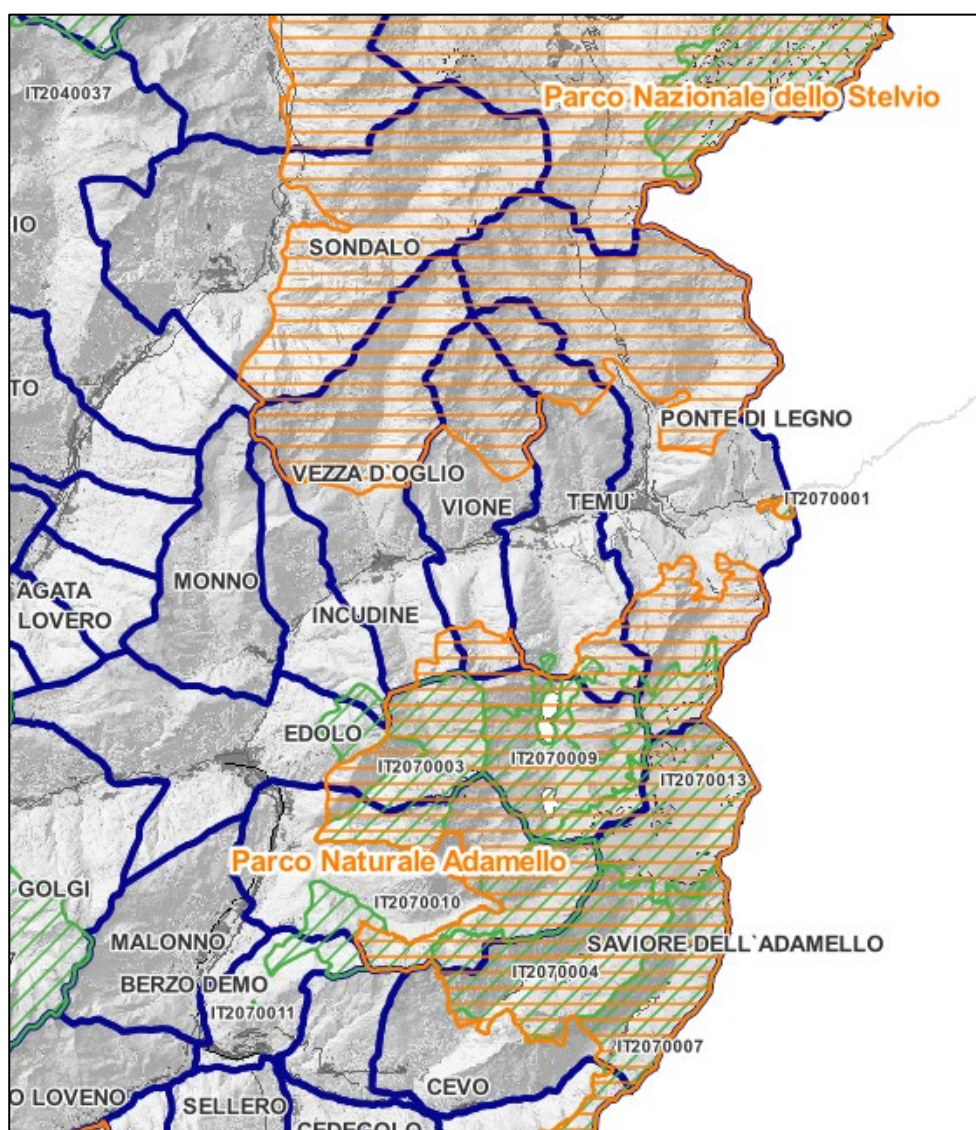 IT2040037
Parco Nazionale dello Stelvio
IO
SONDALO
TO
PONTE DI LEGNO
VEZZA D`OGLIO
VIONE
TEMU`
IT2070001
AGATA
LOVERO
MONNO
INCUDINE
EDOLO
IT2070003
IT2070009
IT2070013
Parco Naturale Adamello
GOLGI
IT2070010
MALONNO
SAVIORE DELL`ADAMELLO
7
BERZO DEMO
IT2070004
IT2070011
IT2070007
CEVO
O LOVENO
SELLERO
CEDEGOLO